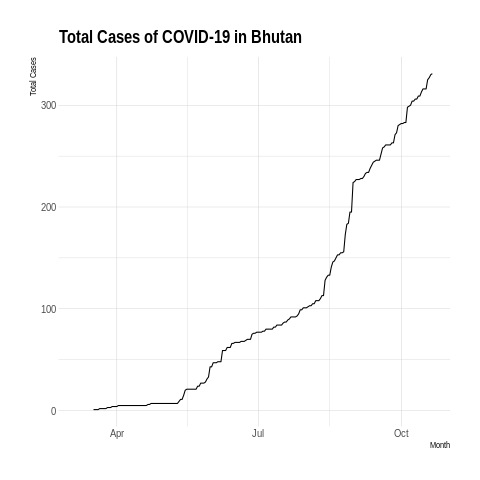 Total Cases of COVID-19 in Bhutan
Total Cases
300
200
100
0
Apr
Jul
Oct
Month